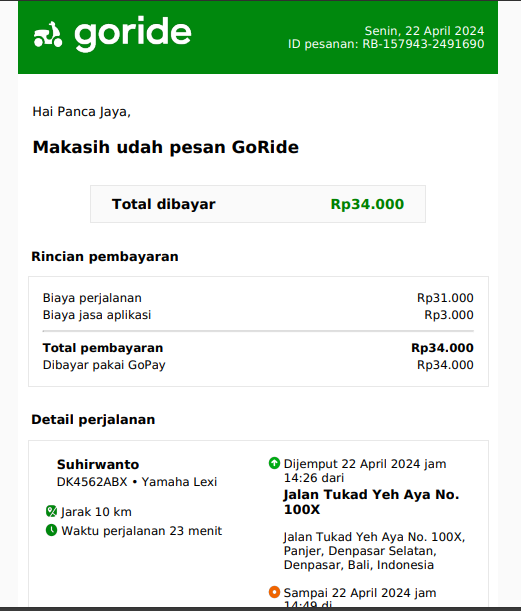 goride
Senin, 22 April 2024
ID pesanan: RB-157943-2491690
Hai Panca Jaya,
Makasih udah pesan GoRide
Total dibayar Rp34.000
Rincian pembayaran
Biaya perjalanan Rp31.000
Biaya jasa aplikasi Rp3.000
Total pembayaran Rp34.000
Dibayar pakai GoPay Rp34.000
Detail perjalanan
Suhirwanto
DK4562ABX • Yamaha Lexi
Jarak 10 km
Waktu perjalanan 23 menit
Dijemput 22 April 2024 jam
14:26 dari
Jalan Tukad Yeh Aya No.
100X
Jalan Tukad Yeh Aya No. 100X,
Panjer, Denpasar Selatan,
Denpasar, Bali, Indonesia
Sampai 22 April 2024 jam
14:49 di